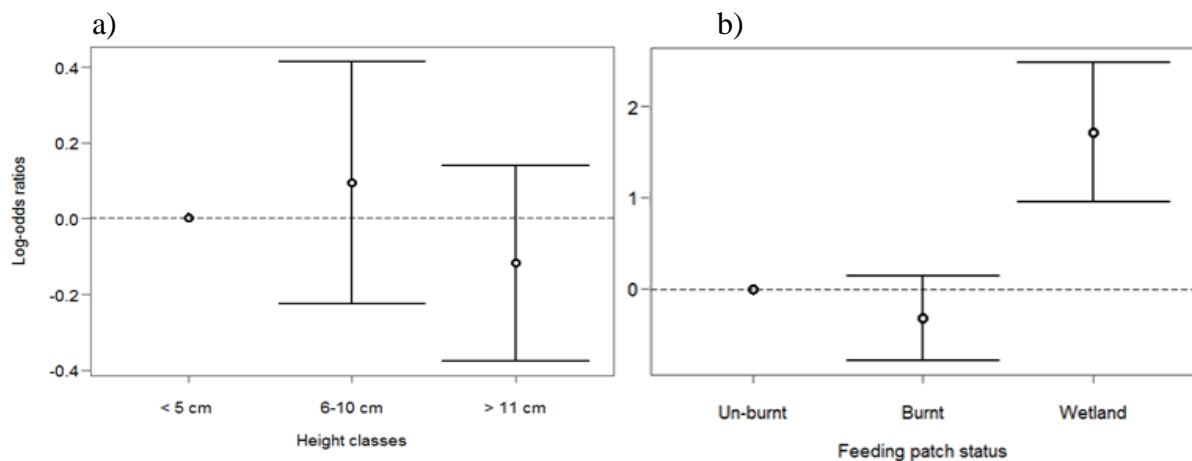 a)
0.4
0.2
0.0
-0.2
-0.4
Log-odds ratios
< 5 cm 6-10 cm > 11 cm
Height classes
b)
2
1
0
Un-burnt Burnt Wetland
Feeding patch status